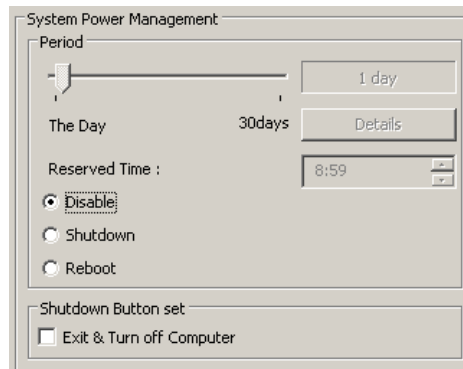 System Power Management
Period
1 day
The Day 30days Details
Reserved Time : 8:59
Disable
Shutdown
Reboot
Shutdown Button set
Exit & Turn off Computer